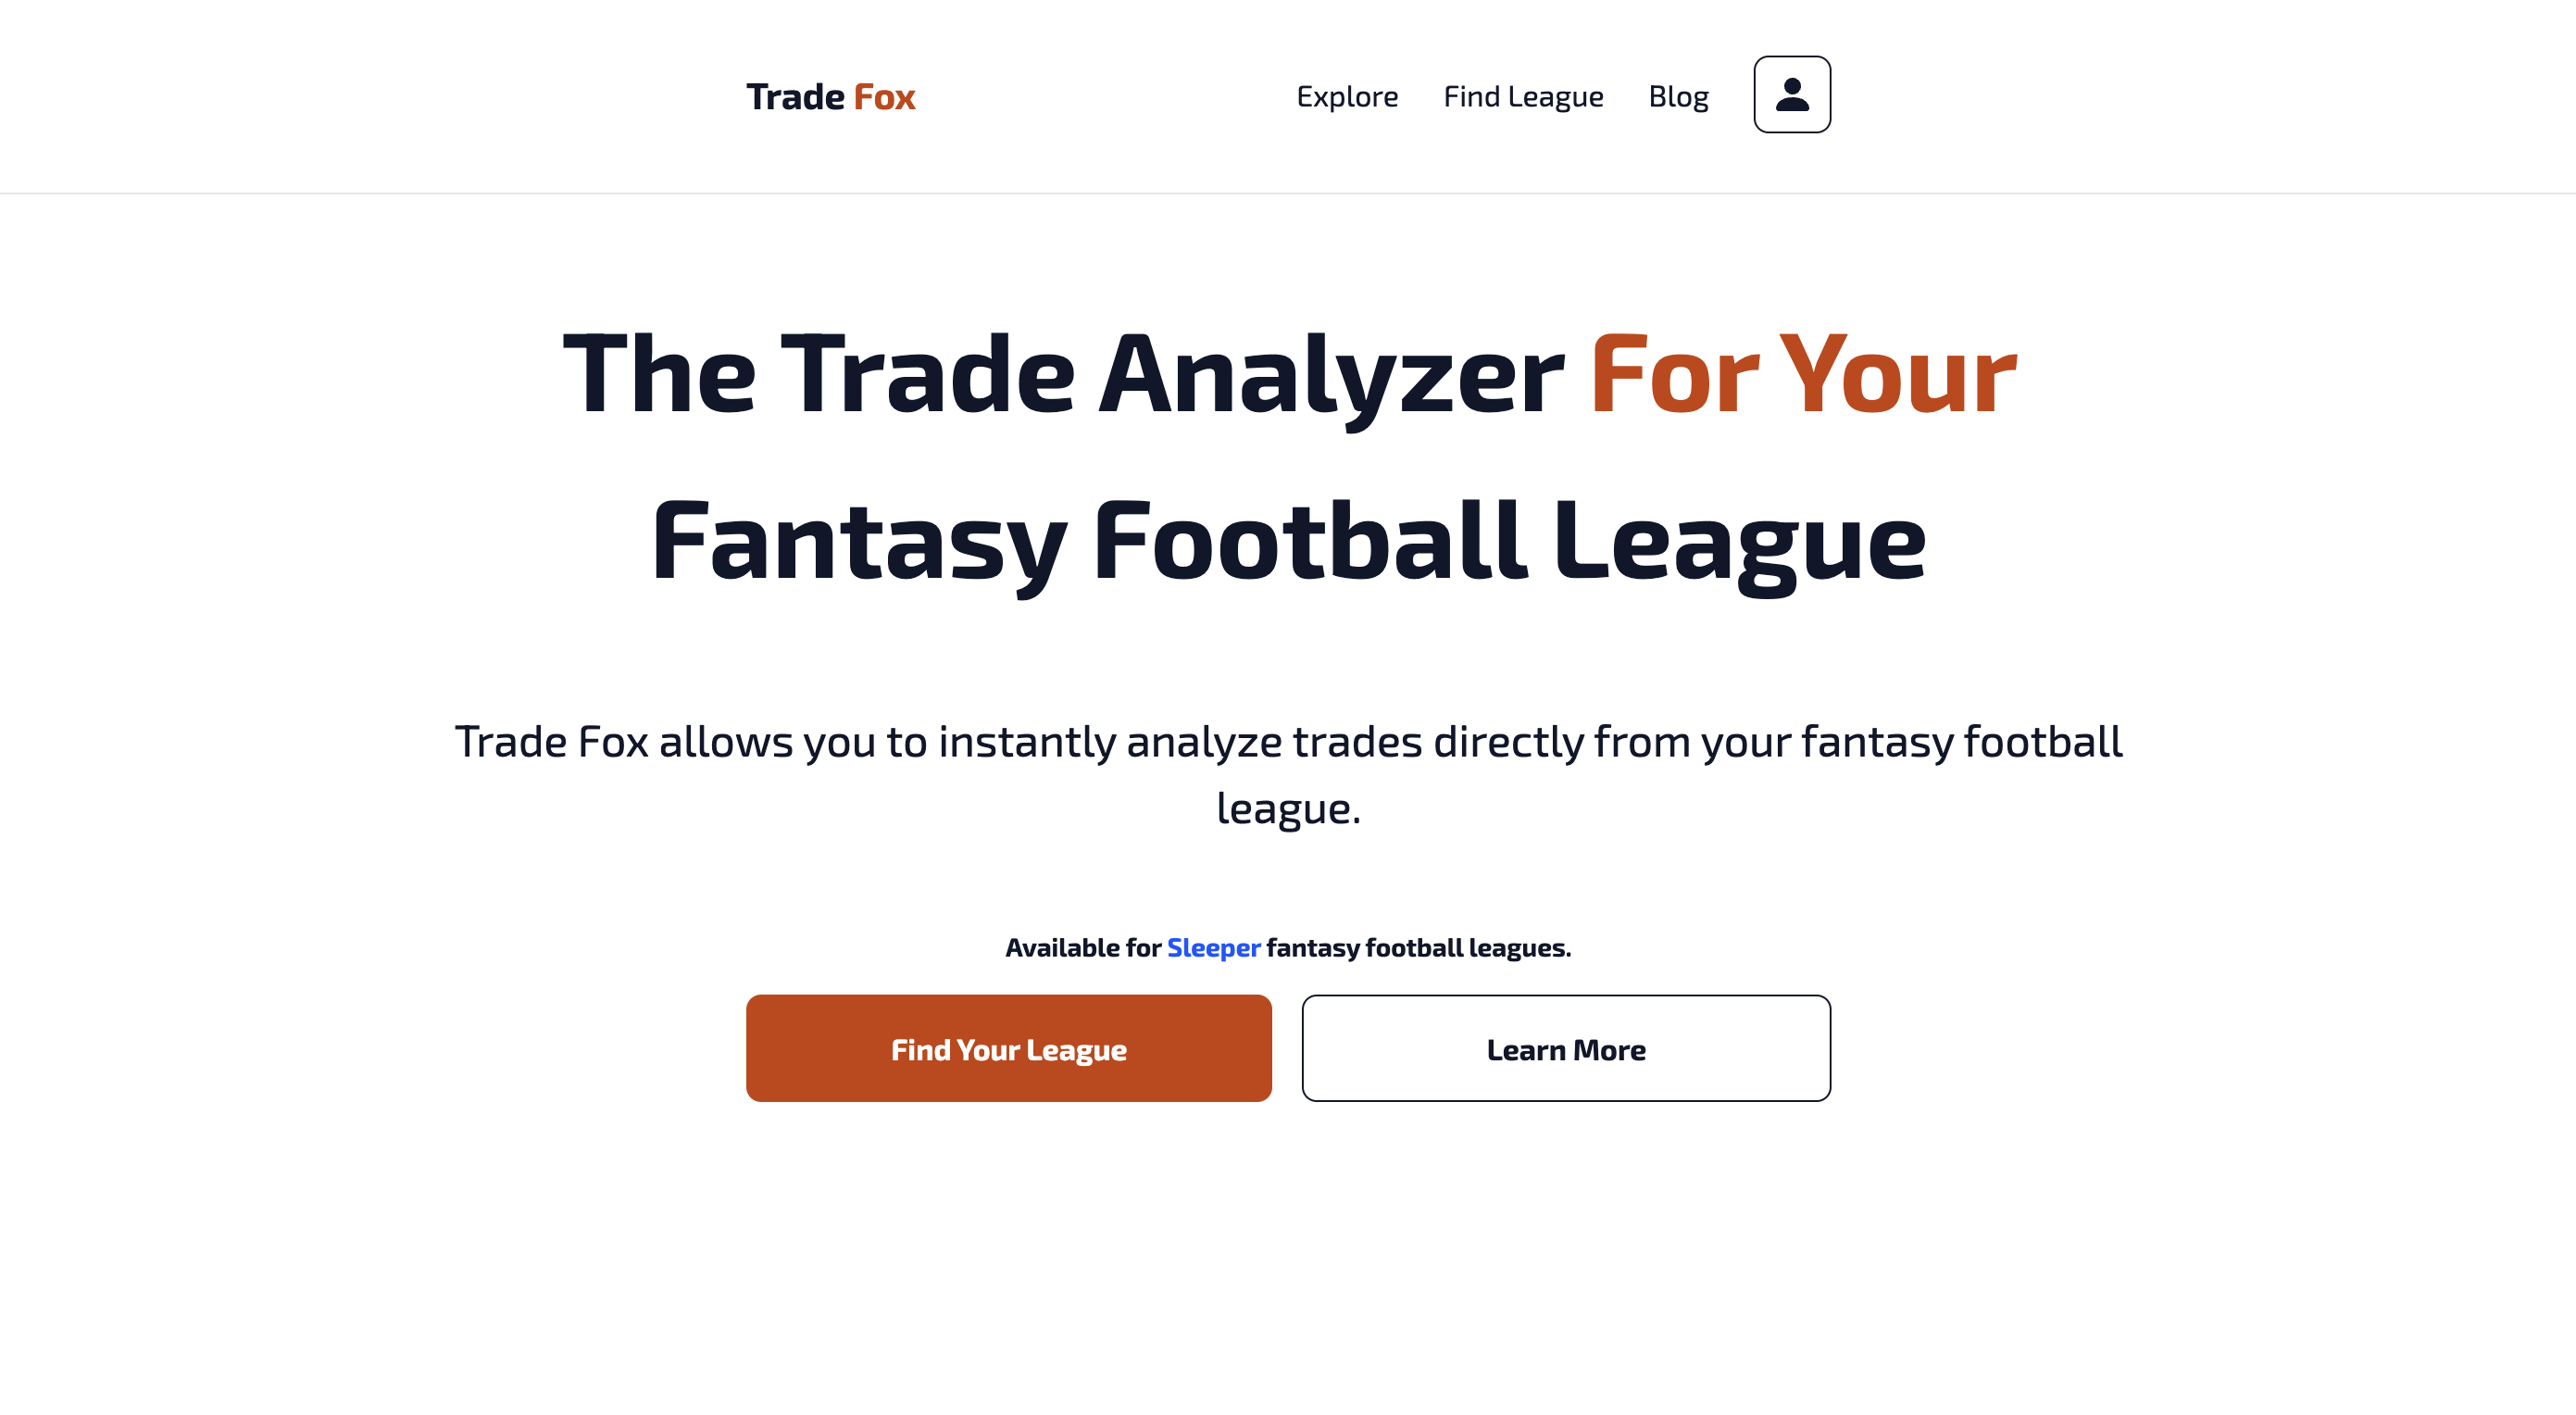 Trade Fox
Explore
Find League
Blog
The Trade Analyzer For Your
Fantasy Football League
Trade Fox allows you to instantly analyze trades directly from your fantasy football
league.
Available for Sleeper fantasy football leagues.
Find Your League
Learn More